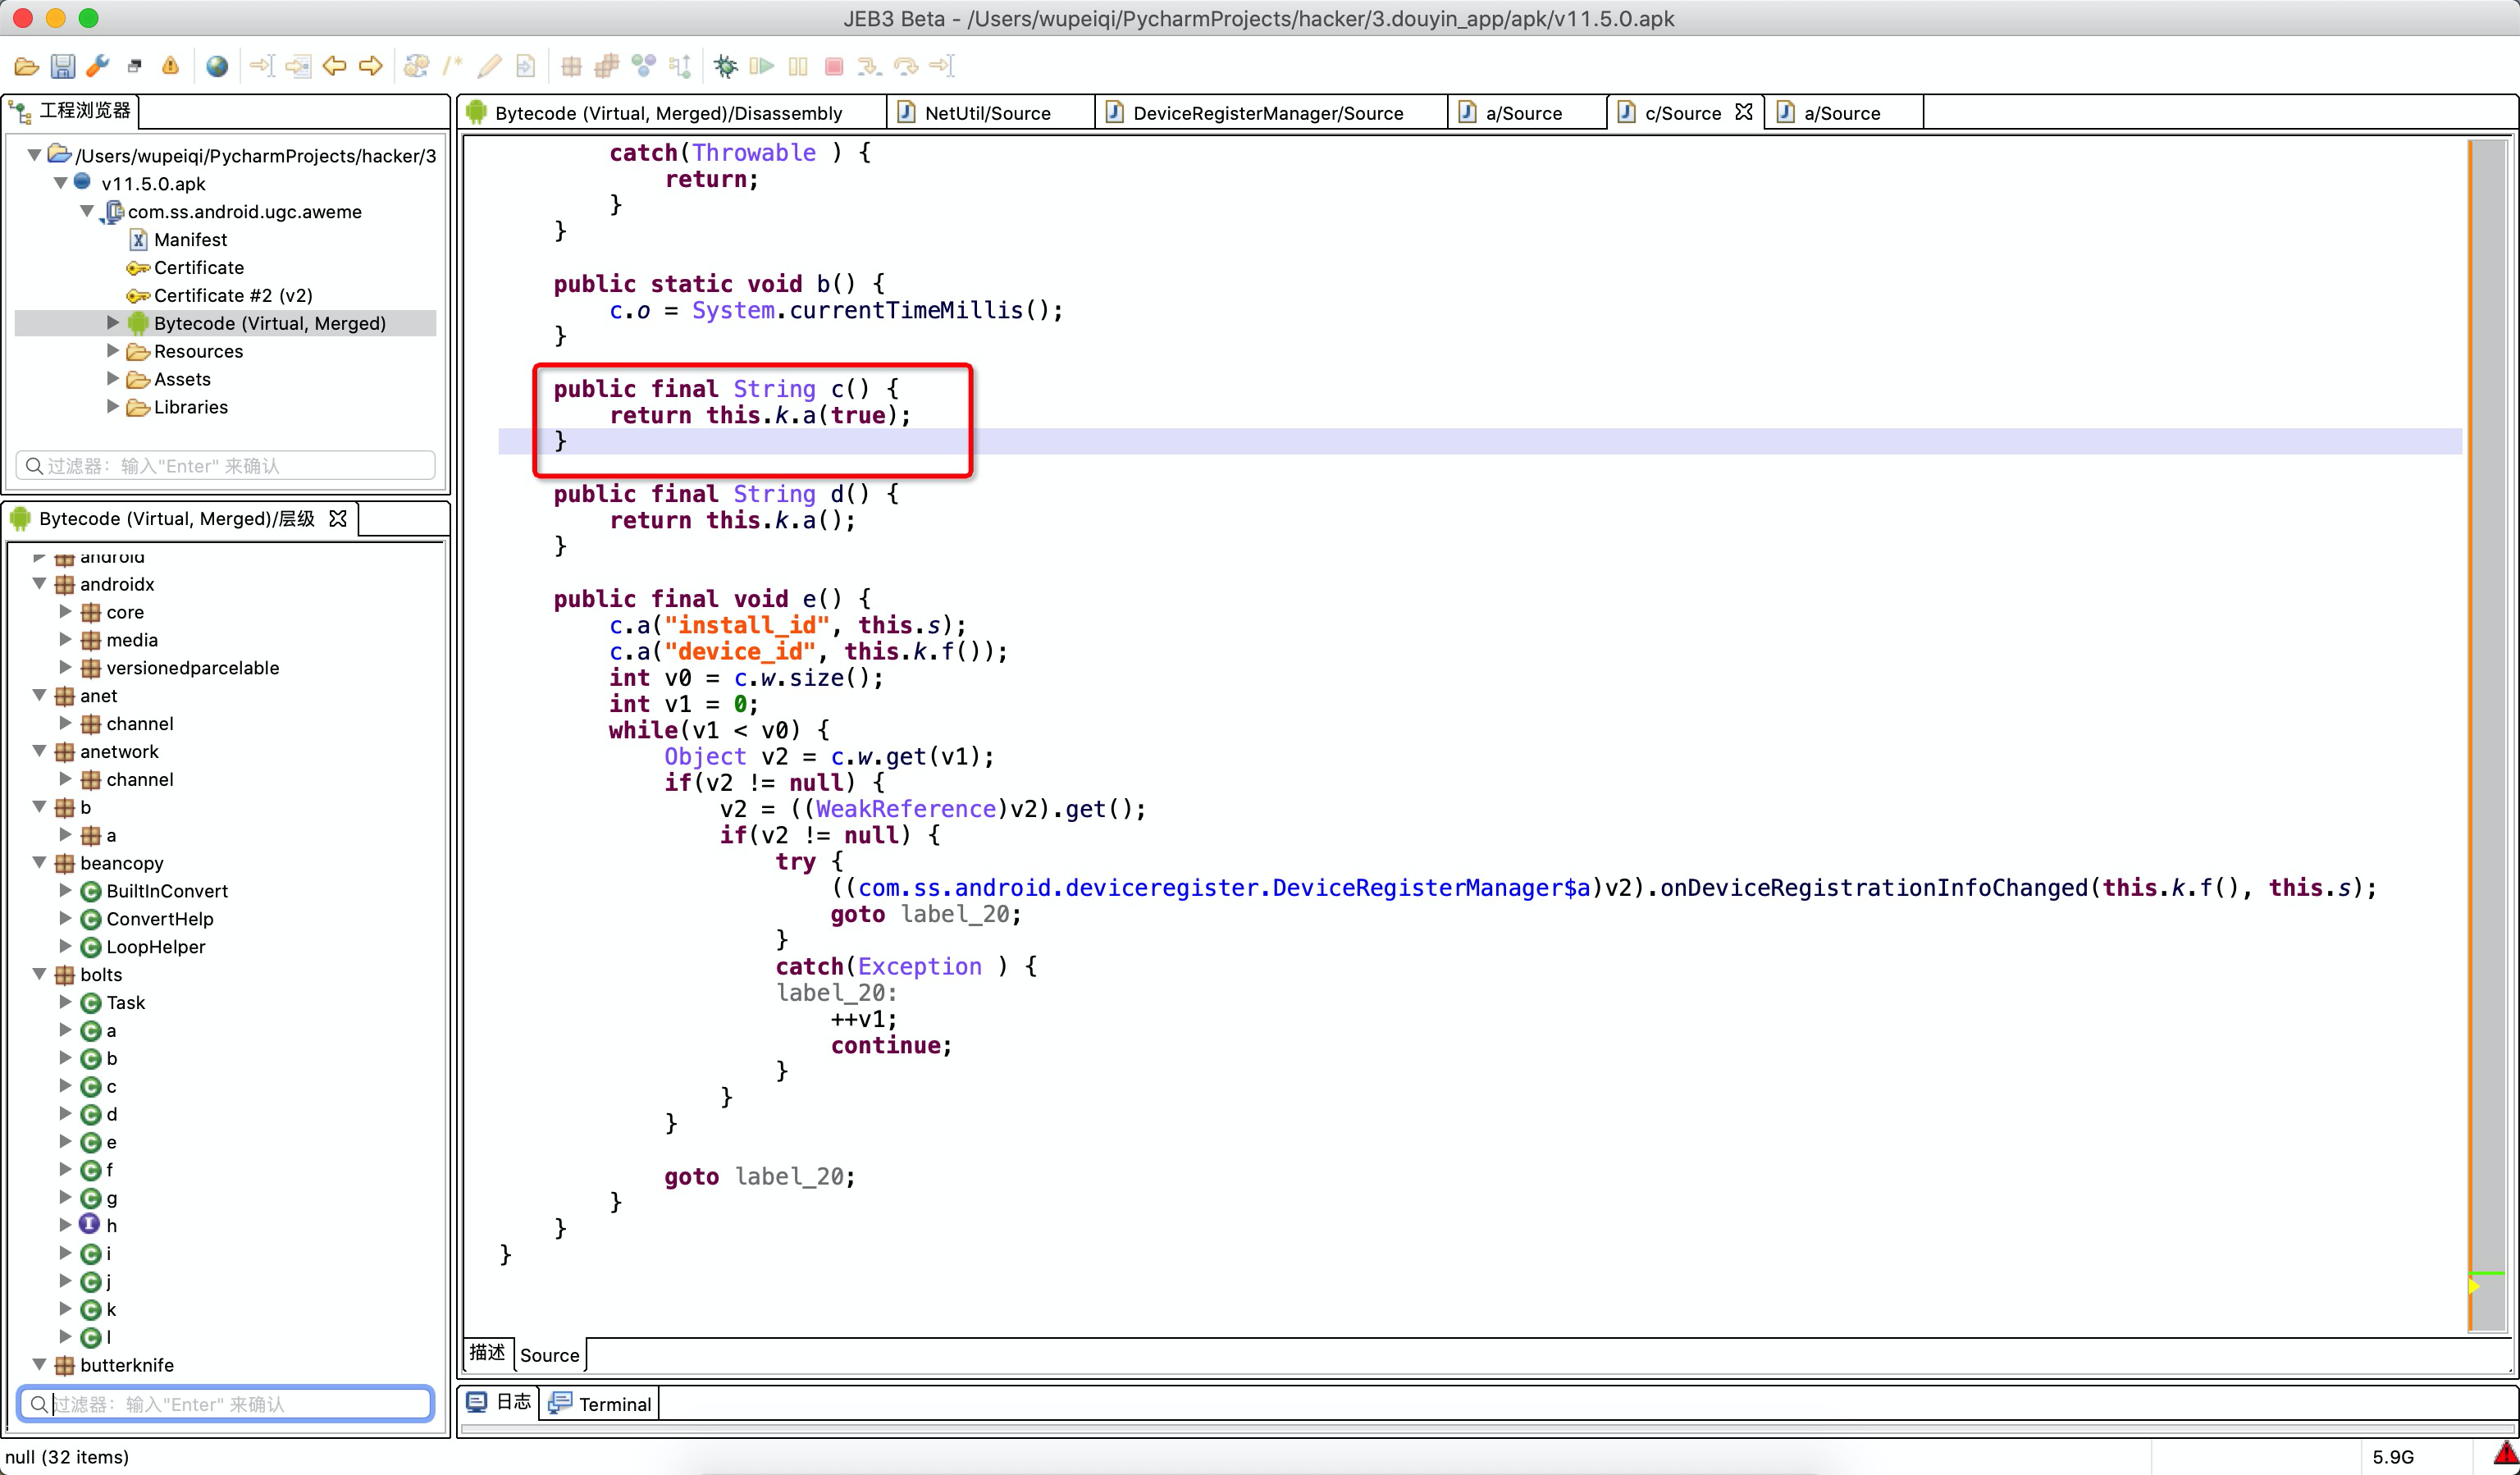 JEB3 Beta - /Users/wupeiqi/PycharmProjects/hacker/3.douyin_app/apk/v11.5.0.apk
工程浏览器
/Users/wupeiqi/PycharmProjects/hacker/3
v11.5.0.apk
com.ss.android.ugc.aweme
Manifest
Certificate
Certificate #2 (v2)
Bytecode (Virtual, Merged)
Resources
Assets
Libraries
过滤器：输入"Enter" 来确认
Bytecode (Virtual, Merged)/层级
android
androidx
core
media
versionedparcelable
anet
channel
anetwork
channel
b
a
beancopy
BuiltInConvert
ConvertHelp
LoopHelper
bolts
Task
a
b
c
d
e
f
g
h
i
j
k
l
butterknife
过滤器：输入"Enter" 来确认
null (32 items)
Bytecode (Virtual, Merged)/Disassembly
NetUtil/Source
DeviceRegisterManager/Source
a/Source
c/Source
a/Source
catch(Throwable ) {
return;
}
}
public static void b() {
c.o = System.currentTimeMillis();
}
public final String c() {
return this.k.a(true);
}
public final String d() {
return this.k.a();
}
public final void e() {
c.a("install_id", this.s);
c.a("device_id", this.k.f());
int v0 = c.w.size();
int v1 = 0;
while(v1 < v0) {
Object v2 = c.w.get(v1);
if(v2 != null) {
v2 = ((WeakReference)v2).get();
if(v2 != null) {
try {
((com.ss.android.deviceregister.DeviceRegisterManager$a)v2).onDeviceRegistrationInfoChanged(this.k.f(), this.s);
goto label_20;
}
catch(Exception ) {
label_20:
++v1;
continue;
}
}
}
goto label_20;
}
}
}
描述
Source
日志
Terminal
5.9G